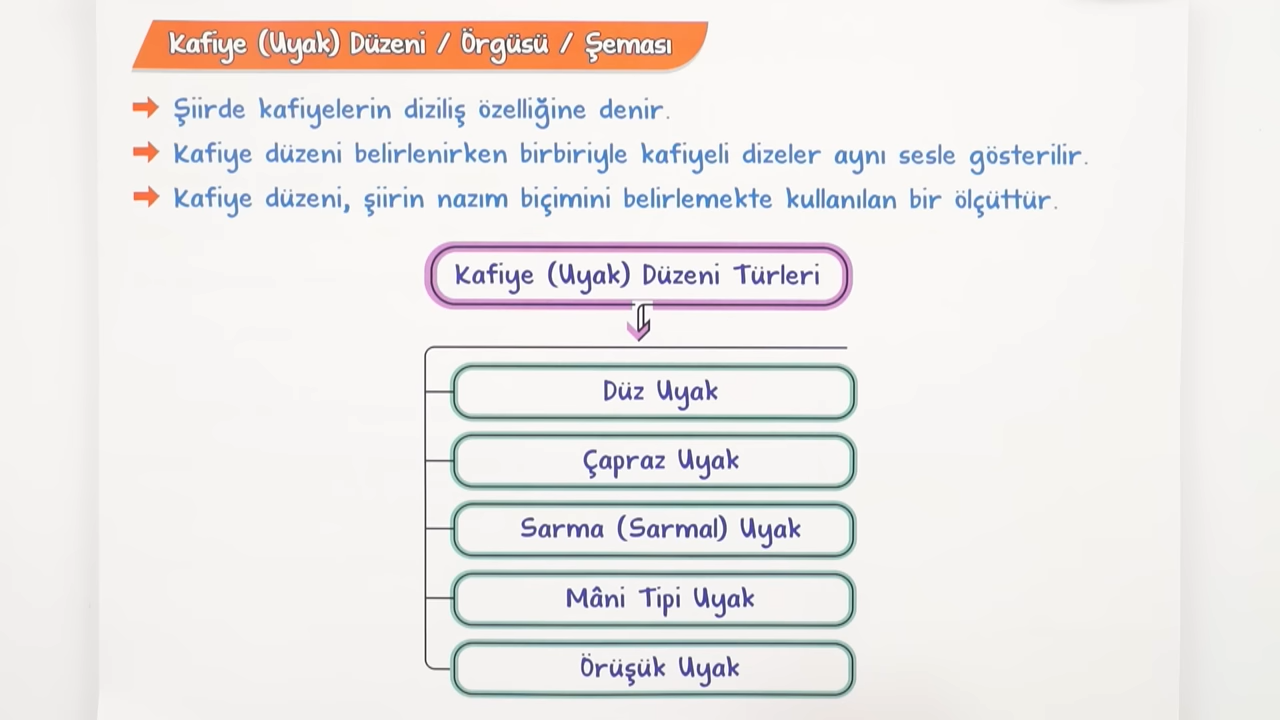 Kafiye (Uyak) Düzeni / Örgüsü / Şeması
Şiirde kafiyelerin diziliş özelliğine denir.
Kafiye düzeni belirlenirken birbiriyle kafiyeli dizeler aynı sesle gösterilir.
Kafiye düzeni, şiirin nazım biçimini belirlemekte kullanılan bir ölçüttür.
Kafiye (Uyak) Düzeni Türleri
Düz Uyak
Çapraz Uyak
Sarma (Sarmal) Uyak
Mâni Tipi Uyak
Örüşük Uyak